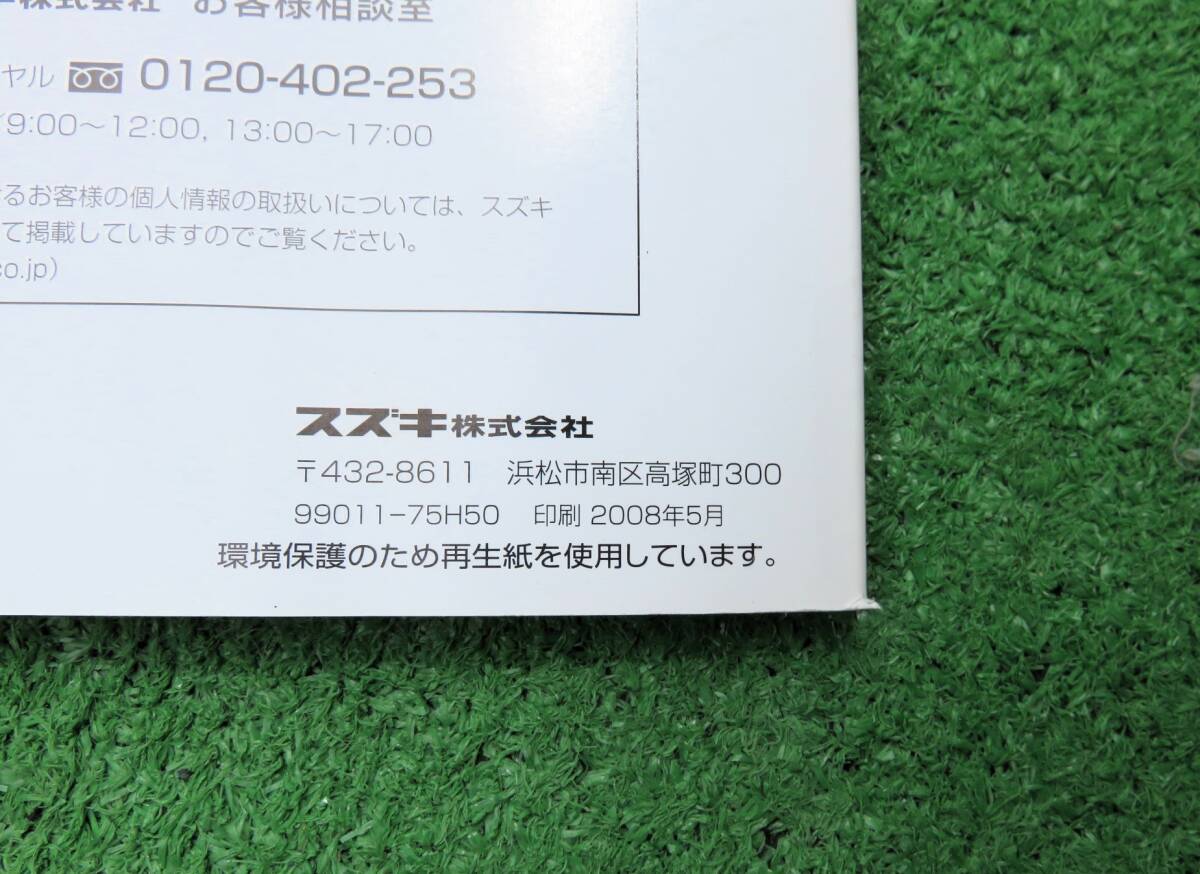 株式会社 お客様相談室
ヤル 0120-402-253
9:00～12:00, 13:00～17:00
るお客様の個人情報の取扱いについては、スズキ
て掲載していますのでご覧ください。
co.jp）
スズキ株式会社
〒432-8611 浜松市南区高塚町300
99011-75H50 印刷 2008年5月
環境保護のため再生紙を使用しています。